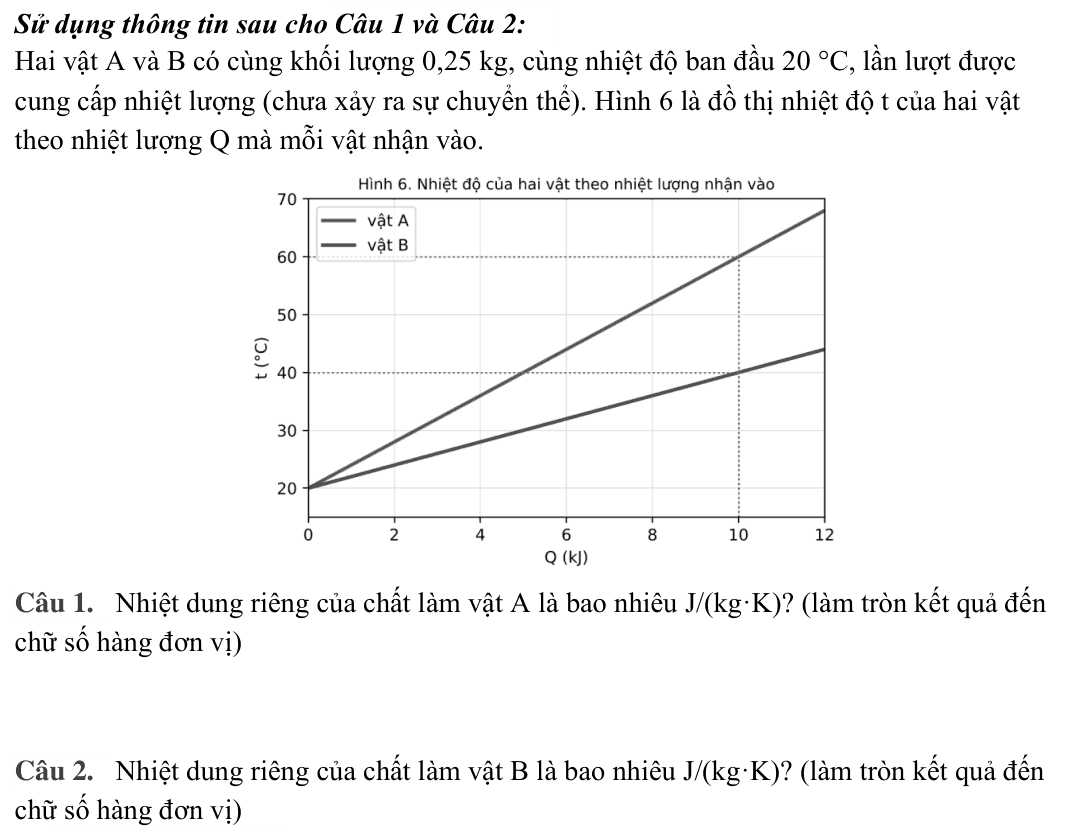 Sử dụng thông tin sau cho Câu 1 và Câu 2:
Hai vật A và B có cùng khối lượng 0,25 kg, cùng nhiệt độ ban đầu 20 °C, lần lượt được
cung cấp nhiệt lượng (chưa xảy ra sự chuyển thể). Hình 6 là đồ thị nhiệt độ t của hai vật
theo nhiệt lượng Q mà mỗi vật nhận vào.
Hình 6. Nhiệt độ của hai vật theo nhiệt lượng nhận vào
70
vật A
vật B
60
50
t (°C)
40
30
20
0 2 4 6 8 10 12
Q (kJ)
Câu 1. Nhiệt dung riêng của chất làm vật A là bao nhiêu J/(kg·K)? (làm tròn kết quả đến
chữ số hàng đơn vị)
Câu 2. Nhiệt dung riêng của chất làm vật B là bao nhiêu J/(kg·K)? (làm tròn kết quả đến
chữ số hàng đơn vị)